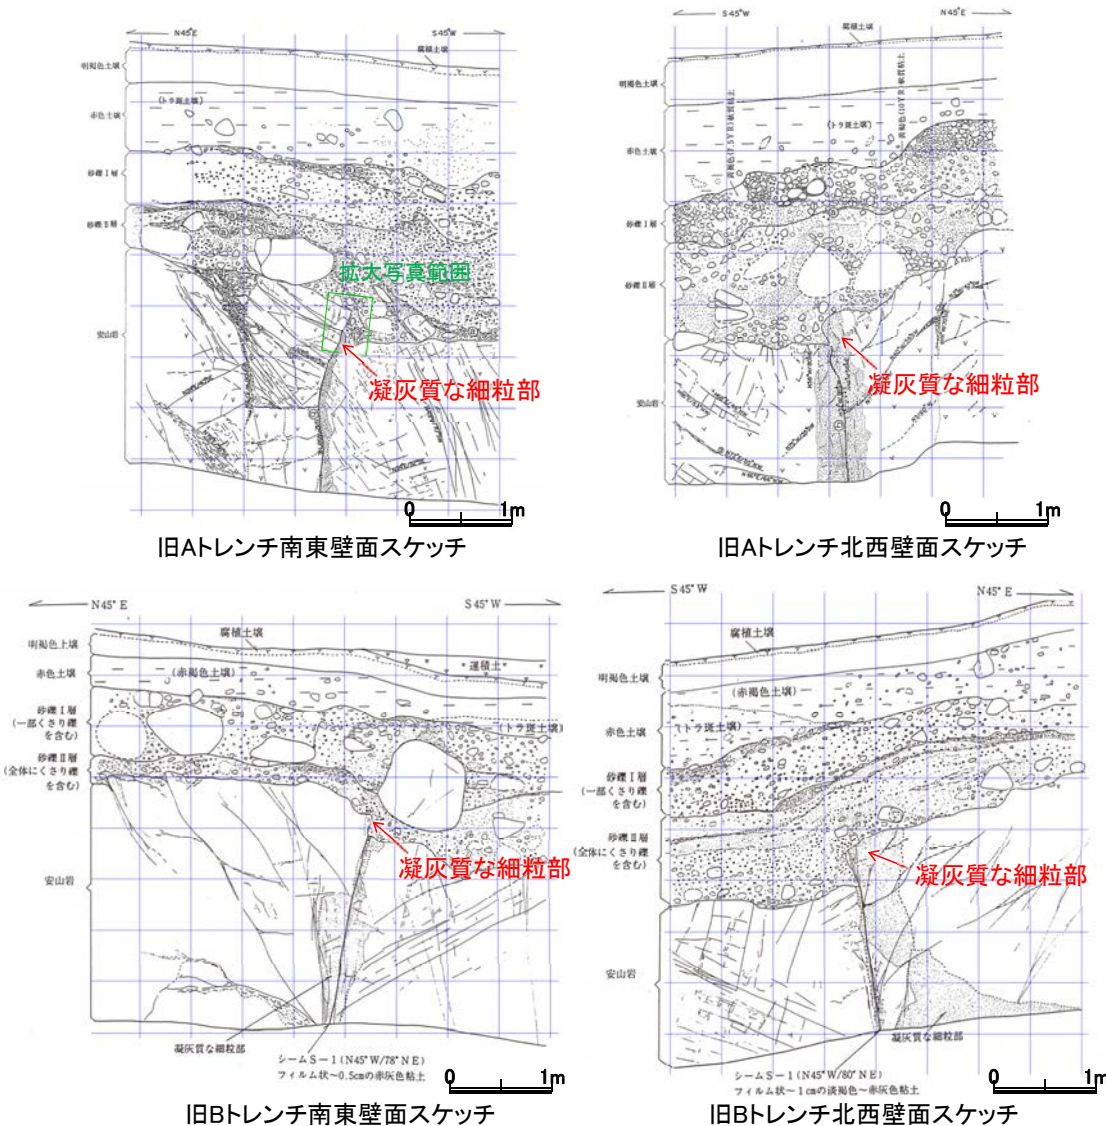 N45°E
S45°W
腐植土壌
明褐色土壌
(トラ斑土壌)
赤色土壌
砂礫Ⅰ層
砂礫Ⅱ層
拡大写真範囲
安山岩
凝灰質な細粒部
0 1m
旧Aトレンチ南東壁面スケッチ
S45°W
N45°E
腐植土壌
明褐色土壌
(トラ斑土壌)
赤色土壌
砂礫Ⅰ層
砂礫Ⅱ層
凝灰質な細粒部
安山岩
0 1m
旧Aトレンチ北西壁面スケッチ
N45°E
S45°W
腐植土壌
明褐色土壌
運積土
赤色土壌
(赤褐色土壌)
砂礫Ⅰ層
(一部くさり礫
を含む)
(トラ斑土壌)
砂礫Ⅱ層
(全体にくさり礫
を含む)
凝灰質な細粒部
安山岩
凝灰質な細粒部
シームS-1(N45°W/78°NE)
フィルム状~0.5cmの赤灰色粘土
0 1m
旧Bトレンチ南東壁面スケッチ
S45°W
N45°E
腐植土壌
明褐色土壌
(赤褐色土壌)
(トラ斑土壌)
赤色土壌
砂礫Ⅰ層
(一部くさり礫
を含む)
砂礫Ⅱ層
(全体にくさり礫
を含む)
凝灰質な細粒部
安山岩
凝灰質な細粒部
シームS-1(N45°W/80°NE)
フィルム状~1cmの淡褐色~赤灰色粘土
0 1m
旧Bトレンチ北西壁面スケッチ